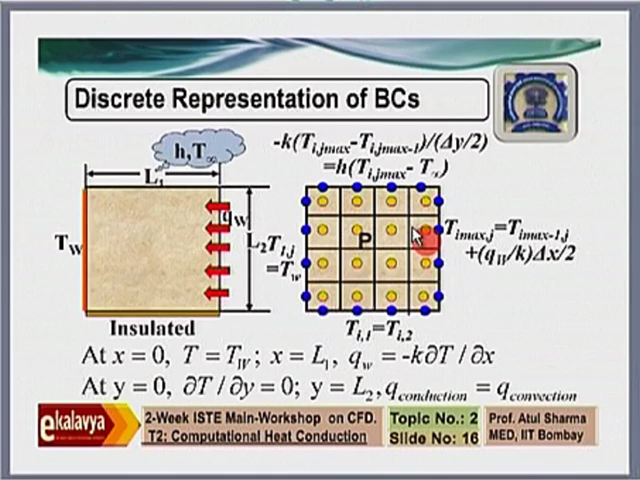 Discrete Representation of BCs
h,T∞
-k(Ti,jmax-Ti,jmax-1)/(Δy/2)
=h(Ti,jmax- T∞)
L1
qw
TW
L2
T1,j
=Tw
P
Timax,j=Timax-1,j
+(qW/k)Δx/2
Insulated
Ti,1=Ti,2
At x = 0, T = TW; x = L1, qw = -k∂T / ∂x
At y = 0, ∂T / ∂y = 0; y = L2, qconduction = qconvection
ekalavya
2-Week ISTE Main-Workshop on CFD.
T2: Computational Heat Conduction
Topic No.: 2
Slide No.: 16
Prof. Atul Sharma
MED, IIT Bombay